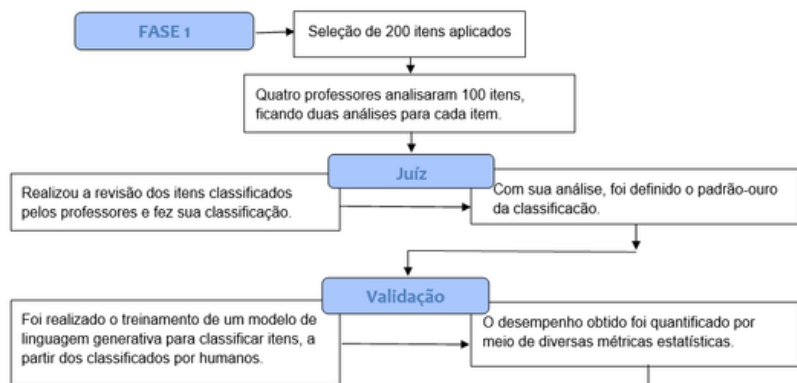 FASE 1
Seleção de 200 itens aplicados
Quatro professores analisaram 100 itens,
ficando duas análises para cada item.
Juíz
Realizou a revisão dos itens classificados
pelos professores e fez sua classificação.
Com sua análise, foi definido o padrão-ouro
da classificacão.
Validação
Foi realizado o treinamento de um modelo de
linguagem generativa para classificar itens, a
partir dos classificados por humanos.
O desempenho obtido foi quantificado por
meio de diversas métricas estatísticas.